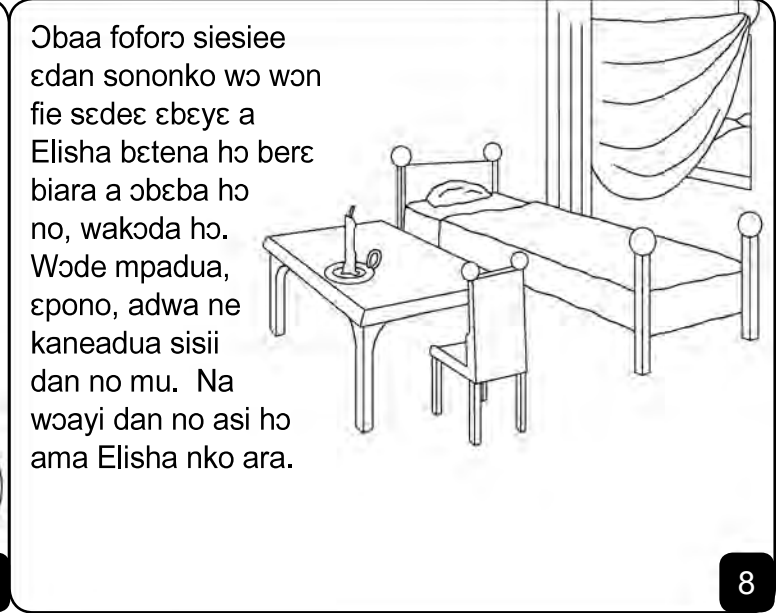 Ɔbaa foforɔ siesiee
ɛdan sononko wɔ wɔn
fie sɛdeɛ ɛbɛyɛ a
Elisha bɛtena hɔ berɛ
biara a ɔbɛba hɔ
no, wakɔda hɔ.
Wɔde mpadua,
ɛpono, adwa ne
kaneadua sisii
dan no mu. Na
wɔayi dan no asi hɔ
ama Elisha nko ara.
8